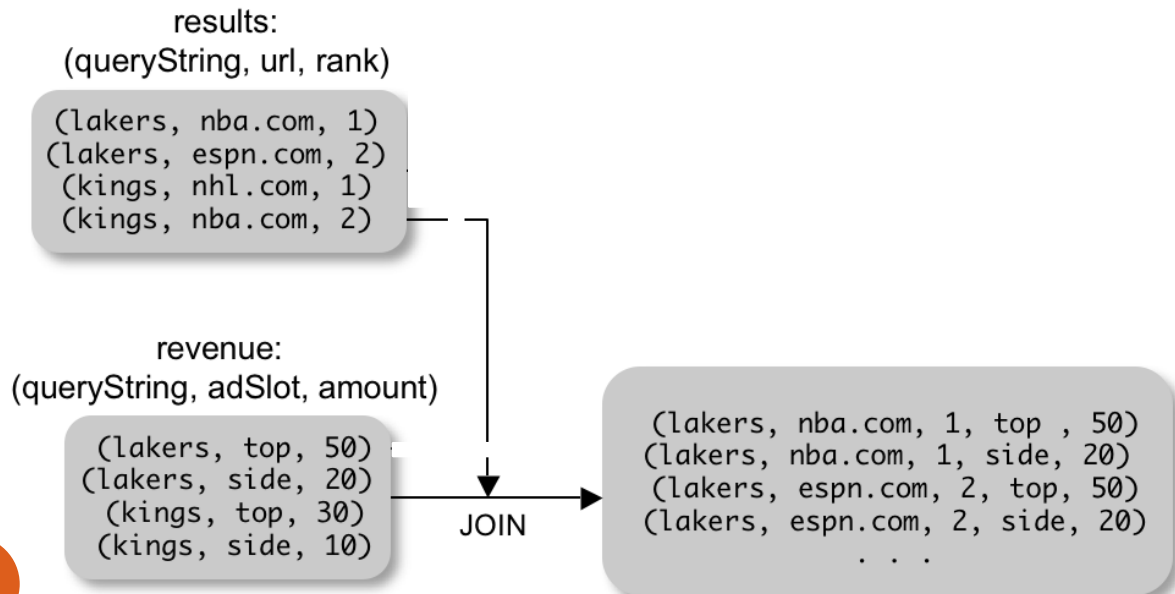 results:
(queryString, url, rank)
(lakers, nba.com, 1)
(lakers, espn.com, 2)
(kings, nhl.com, 1)
(kings, nba.com, 2)
revenue:
(queryString, adSlot, amount)
(lakers, top, 50)
(lakers, side, 20)
(kings, top, 30)
(kings, side, 10)
JOIN
(lakers, nba.com, 1, top , 50)
(lakers, nba.com, 1, side, 20)
(lakers, espn.com, 2, top, 50)
(lakers, espn.com, 2, side, 20)
. . .